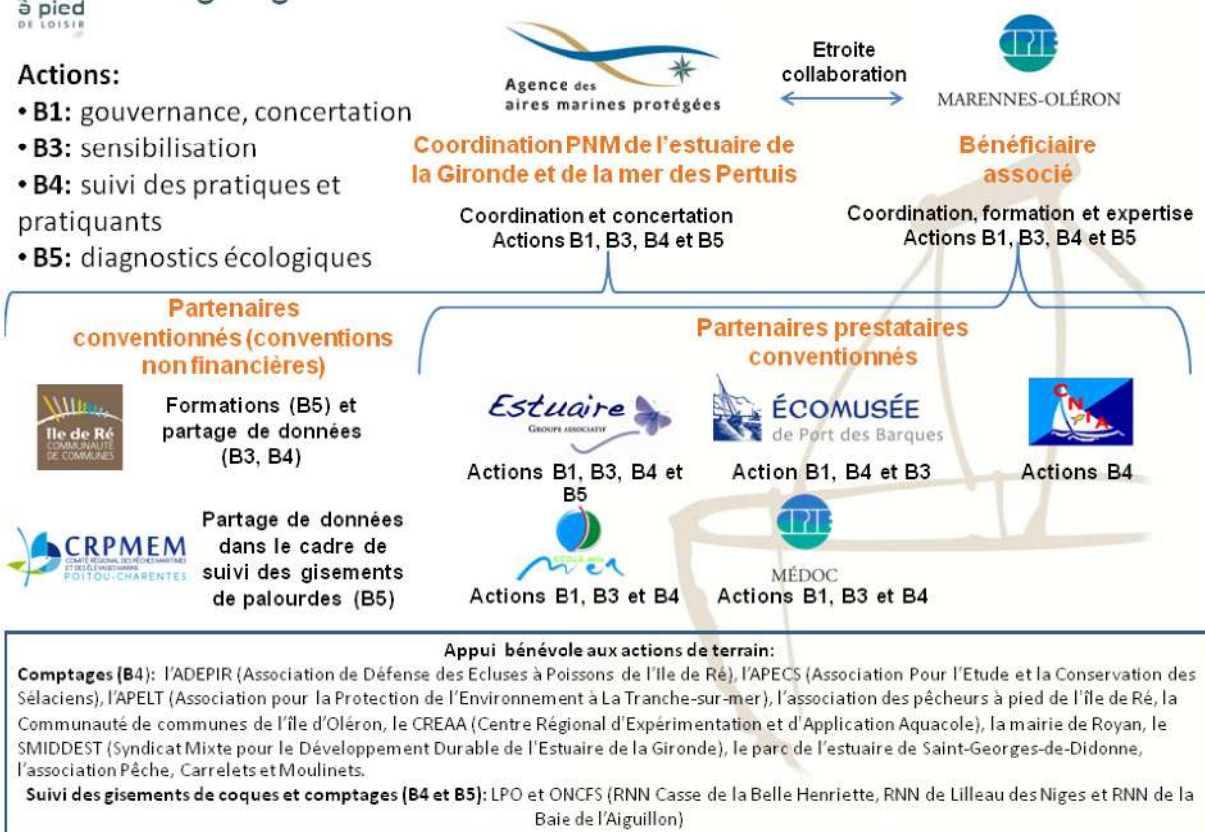 à pied
DE LOISIR
Actions:
• B1: gouvernance, concertation
• B3: sensibilisation
• B4: suivi des pratiques et
pratiquants
• B5: diagnostics écologiques
Agence des
aires marines protégées
Etroite
collaboration
CPIE
MARENNES-OLÉRON
Coordination PNM de l'estuaire de
la Gironde et de la mer des Pertuis
Bénéficiaire
associé
Coordination et concertation
Actions B1, B3, B4 et B5
Coordination, formation et expertise
Actions B1, B3, B4 et B5
Partenaires
conventionnés (conventions
non financières)
Partenaires prestataires
conventionnés
Ile de Ré
COMMUNAUTÉ
DE COMMUNES
Formations (B5) et
partage de données
(B3, B4)
Estuaire
GROUPE ASSOCIATIF
Actions B1, B3, B4 et
B5
ÉCOMUSÉE
de Port des Barques
Action B1, B4 et B3
CNIA
Actions B4
CRPMEM
COMITÉ RÉGIONAL DES PÊCHES MARITIMES
ET DES ÉLEVAGES MARINS
POITOU-CHARENTES
Partage de données
dans le cadre de
suivi des gisements
de palourdes (B5)
mer
Actions B1, B3 et B4
CPIE
MÉDOC
Actions B1, B3 et B4
Appui bénévole aux actions de terrain:
Comptages (B4): l'ADEPIR (Association de Défense des Ecluses à Poissons de l'Ile de Ré), l'APECS (Association Pour l'Etude et la Conservation des
Sélaciens), l'APELT (Association pour la Protection de l'Environnement à La Tranche-sur-mer), l'association des pêcheurs à pied de l'île de Ré, la
Communauté de communes de l'île d'Oléron, le CREAA (Centre Régional d'Expérimentation et d'Application Aquacole), la mairie de Royan, le
SMIDDEST (Syndicat Mixte pour le Développement Durable de l'Estuaire de la Gironde), le parc de l'estuaire de Saint-Georges-de-Didonne,
l'association Pêche, Carrelets et Moulinets.
Suivi des gisements de coques et comptages (B4 et B5): LPO et ONCFS (RNN Casse de la Belle Henriette, RNN de Lilleau des Niges et RNN de la
Baie de l'Aiguillon)